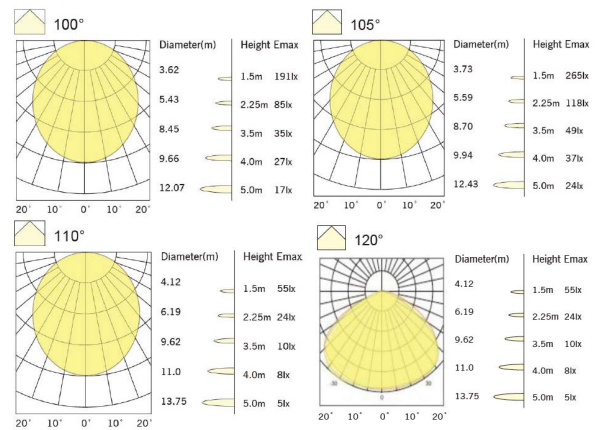 100°
Diameter(m) Height Emax
3.62 1.5m 191lx
5.43 2.25m 85lx
8.45 3.5m 35lx
9.66 4.0m 27lx
12.07 5.0m 17lx
20° 10° 0° 10° 20°
105°
Diameter(m) Height Emax
3.73 1.5m 265lx
5.59 2.25m 118lx
8.70 3.5m 49lx
9.94 4.0m 37lx
12.43 5.0m 24lx
20° 10° 0° 10° 20°
110°
Diameter(m) Height Emax
4.12 1.5m 55lx
6.19 2.25m 24lx
9.62 3.5m 10lx
11.0 4.0m 8lx
13.75 5.0m 5lx
20° 10° 0° 10° 20°
120°
Diameter(m) Height Emax
4.12 1.5m 55lx
6.19 2.25m 24lx
9.62 3.5m 10lx
11.0 4.0m 8lx
13.75 5.0m 5lx
-30 30
0
20° 10° 0° 10° 20°